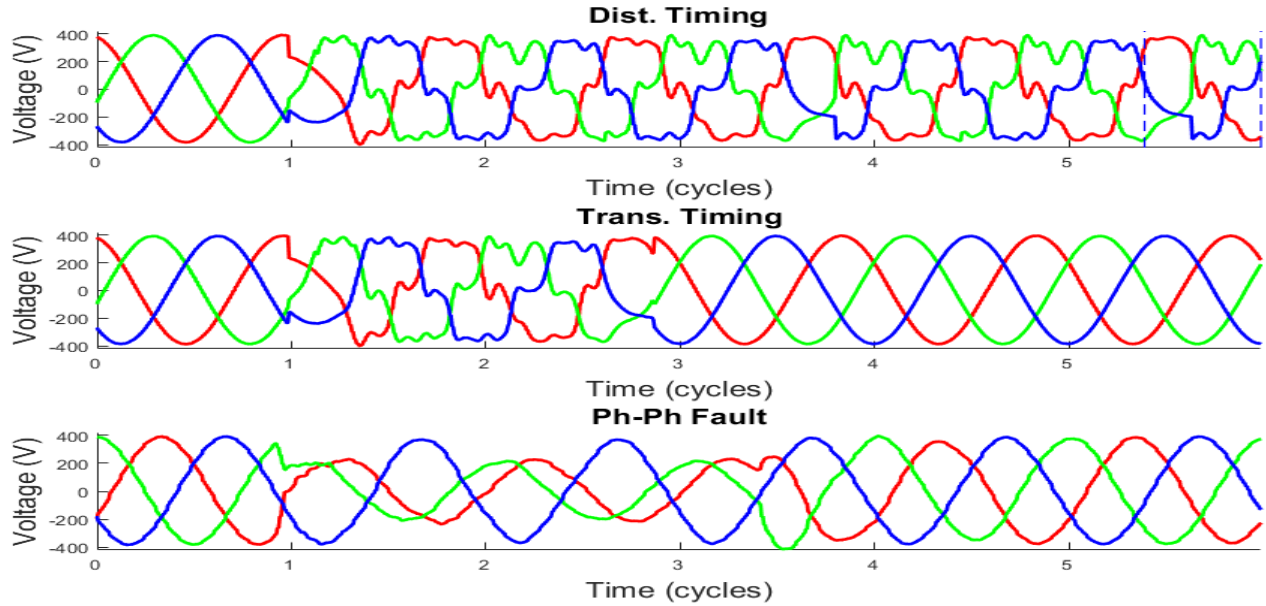 Dist. Timing
Voltage (V)
400
200
0
-200
-400
0 1 2 3 4 5
Time (cycles)
Trans. Timing
Voltage (V)
400
200
0
-200
-400
0 1 2 3 4 5
Time (cycles)
Ph-Ph Fault
Voltage (V)
400
200
0
-200
-400
0 1 2 3 4 5
Time (cycles)